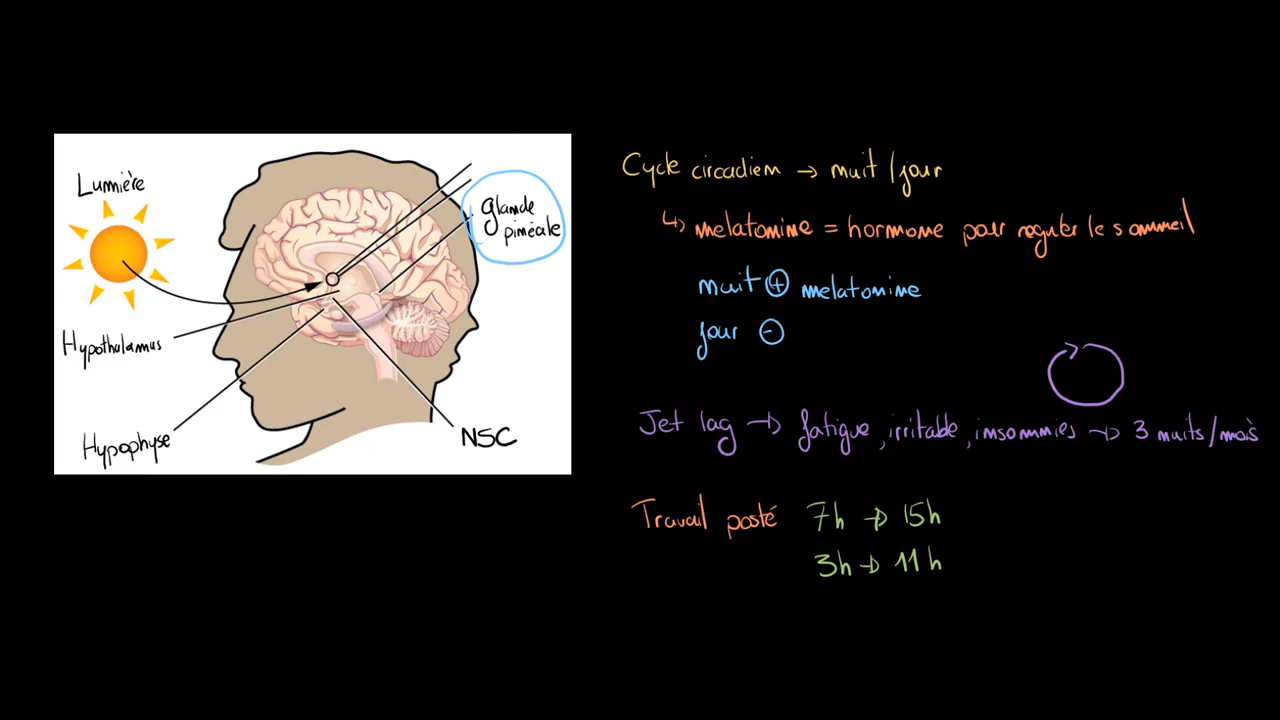 Lumière
glande
pinéale
Hypothalamus
Hypophyse
NSC
Cycle circadien → nuit / jour
↳ melatonine = hormone pour réguler le sommeil
nuit ⊕ melatonine
jour ⊖
Jet lag → fatigue, irritable, insomnies → 3 nuits/mois
Travail posté 7h → 15h
3h → 11h